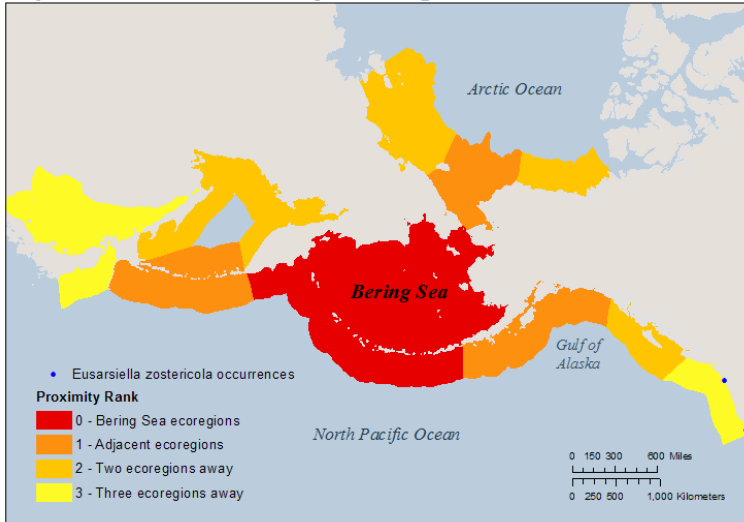 Arctic Ocean
Bering Sea
Gulf of
Alaska
Eusarsiella zostericola occurrences
Proximity Rank
0 - Bering Sea ecoregions
1 - Adjacent ecoregions
2 - Two ecoregions away
3 - Three ecoregions away
North Pacific Ocean
0 150 300 600 Miles
0 250 500 1,000 Kilometers